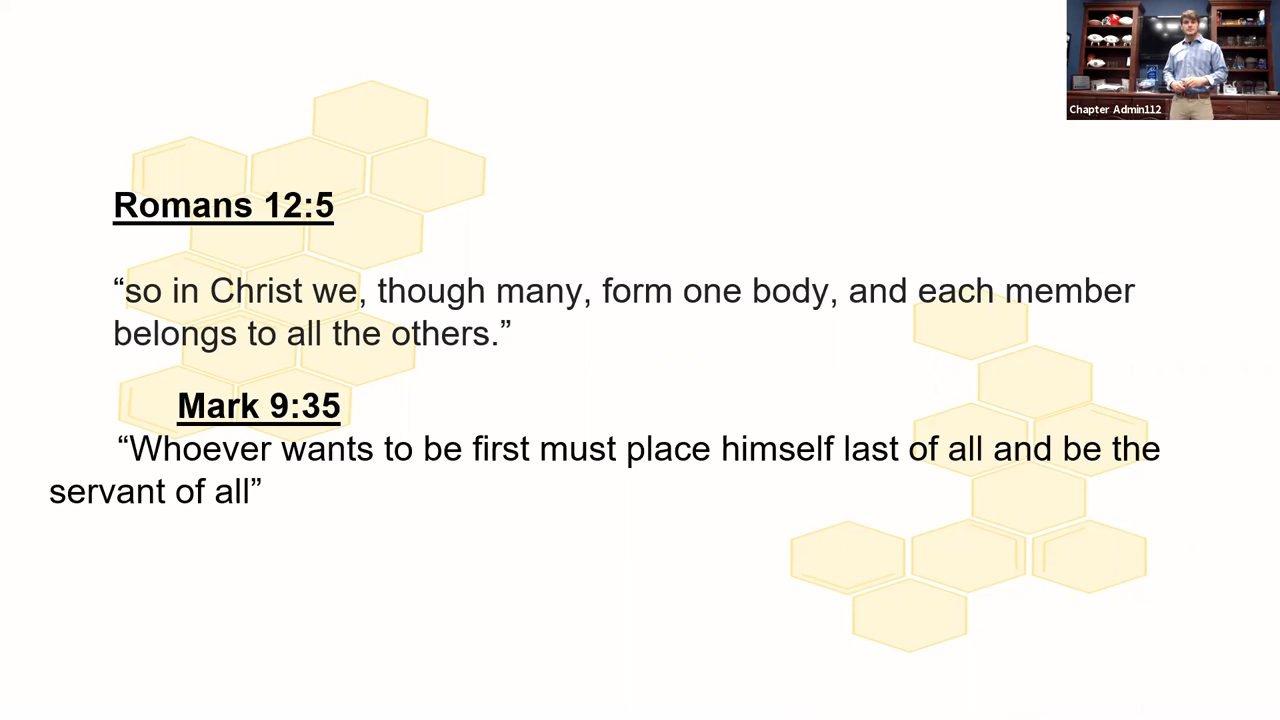 Chapter Admin112
Romans 12:5
“so in Christ we, though many, form one body, and each member
belongs to all the others.”
Mark 9:35
“Whoever wants to be first must place himself last of all and be the
servant of all”